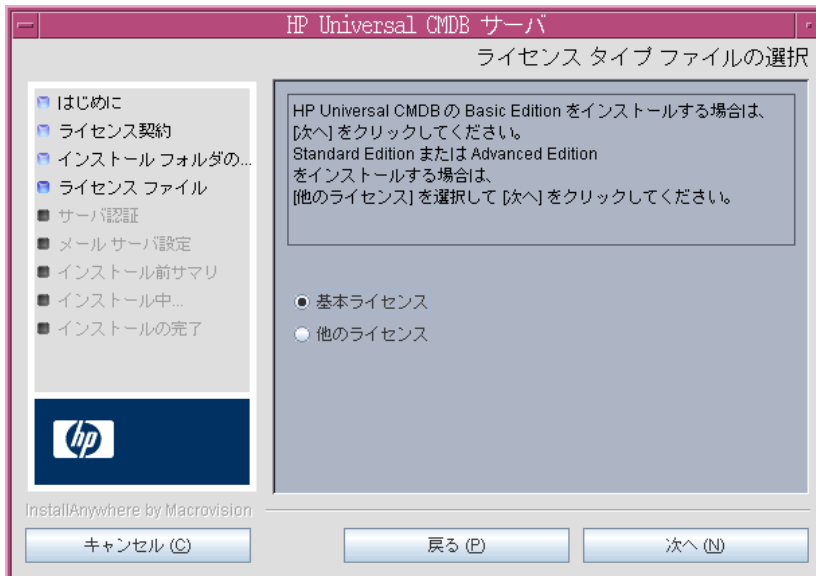 HP Universal CMDB サーバ
ライセンス タイプ ファイルの選択
はじめに
ライセンス契約
インストール フォルダの...
ライセンス ファイル
サーバ認証
メール サーバ設定
インストール前サマリ
インストール中...
インストールの完了
HP Universal CMDB の Basic Edition をインストールする場合は、
[次へ] をクリックしてください。
Standard Edition または Advanced Edition
をインストールする場合は、
[他のライセンス] を選択して [次へ] をクリックしてください。
基本ライセンス
他のライセンス
hp
InstallAnywhere by Macrovision
キャンセル (C)
戻る (P)
次へ (N)